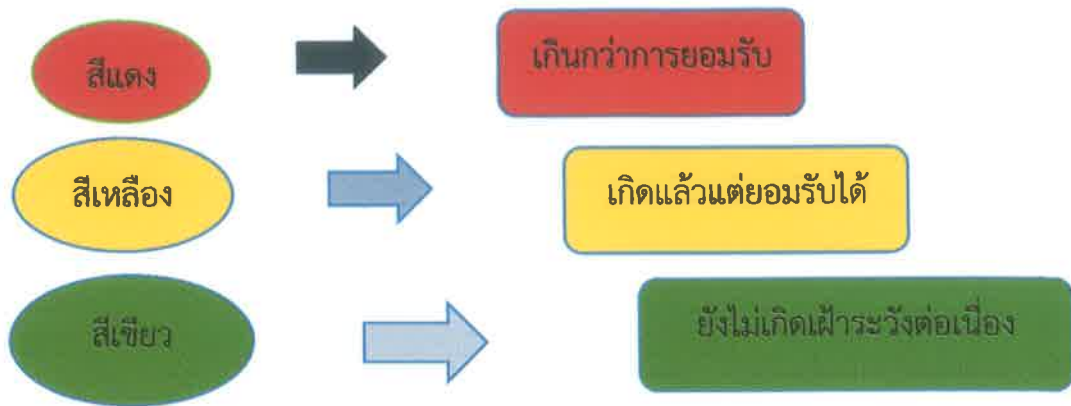 สีแดง
เกินกว่าการยอมรับ
สีเหลือง
เกิดแล้วแต่ยอมรับได้
สีเขียว
ยังไม่เกิดเฝ้าระวังต่อเนื่อง